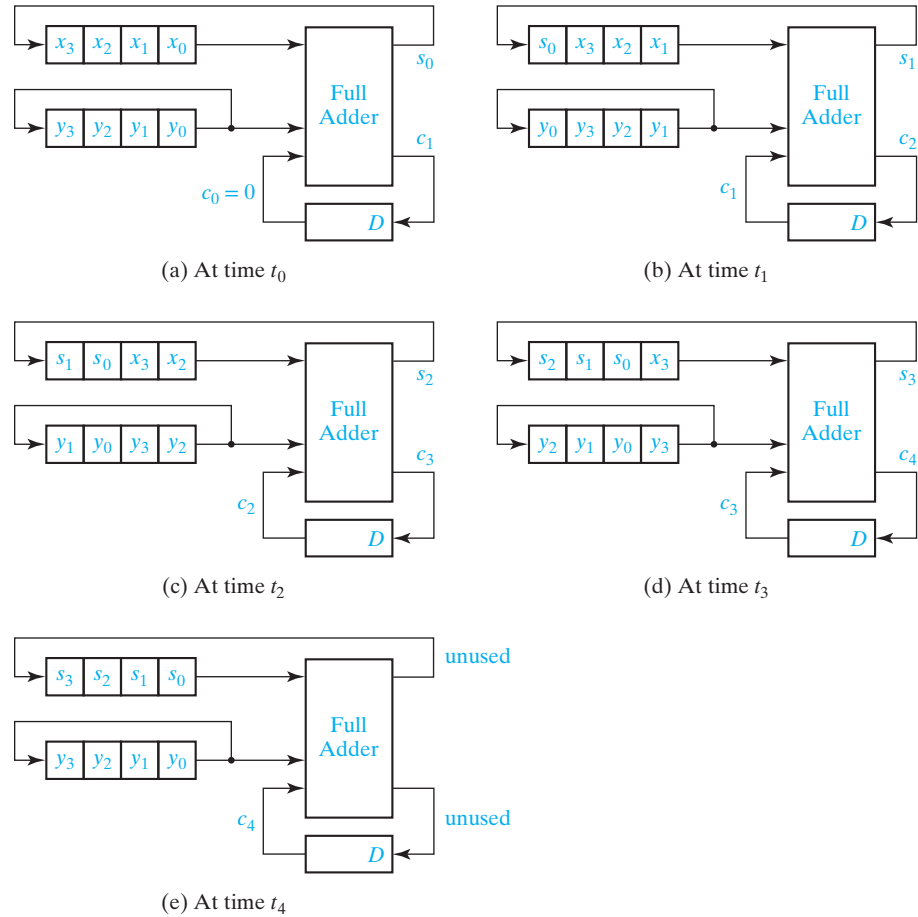 x₃ x₂ x₁ x₀
s₀
Full
Adder
y₃ y₂ y₁ y₀
c₁
c₀ = 0
D
(a) At time t₀
s₀ x₃ x₂ x₁
s₁
Full
Adder
y₀ y₃ y₂ y₁
c₂
c₁
D
(b) At time t₁
s₁ s₀ x₃ x₂
s₂
Full
Adder
y₁ y₀ y₃ y₂
c₃
c₂
D
(c) At time t₂
s₂ s₁ s₀ x₃
s₃
Full
Adder
y₂ y₁ y₀ y₃
c₄
c₃
D
(d) At time t₃
unused
s₃ s₂ s₁ s₀
Full
Adder
y₃ y₂ y₁ y₀
c₄
unused
D
(e) At time t₄